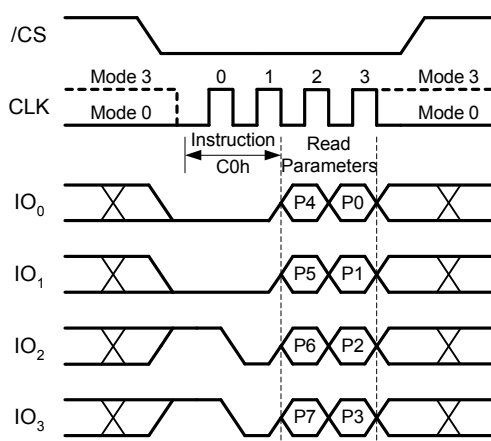 /CS
Mode 3 0 1 2 3 Mode 3
CLK Mode 0 Mode 0
Instruction Read
C0h Parameters
IO0 P4 P0
IO1 P5 P1
IO2 P6 P2
IO3 P7 P3